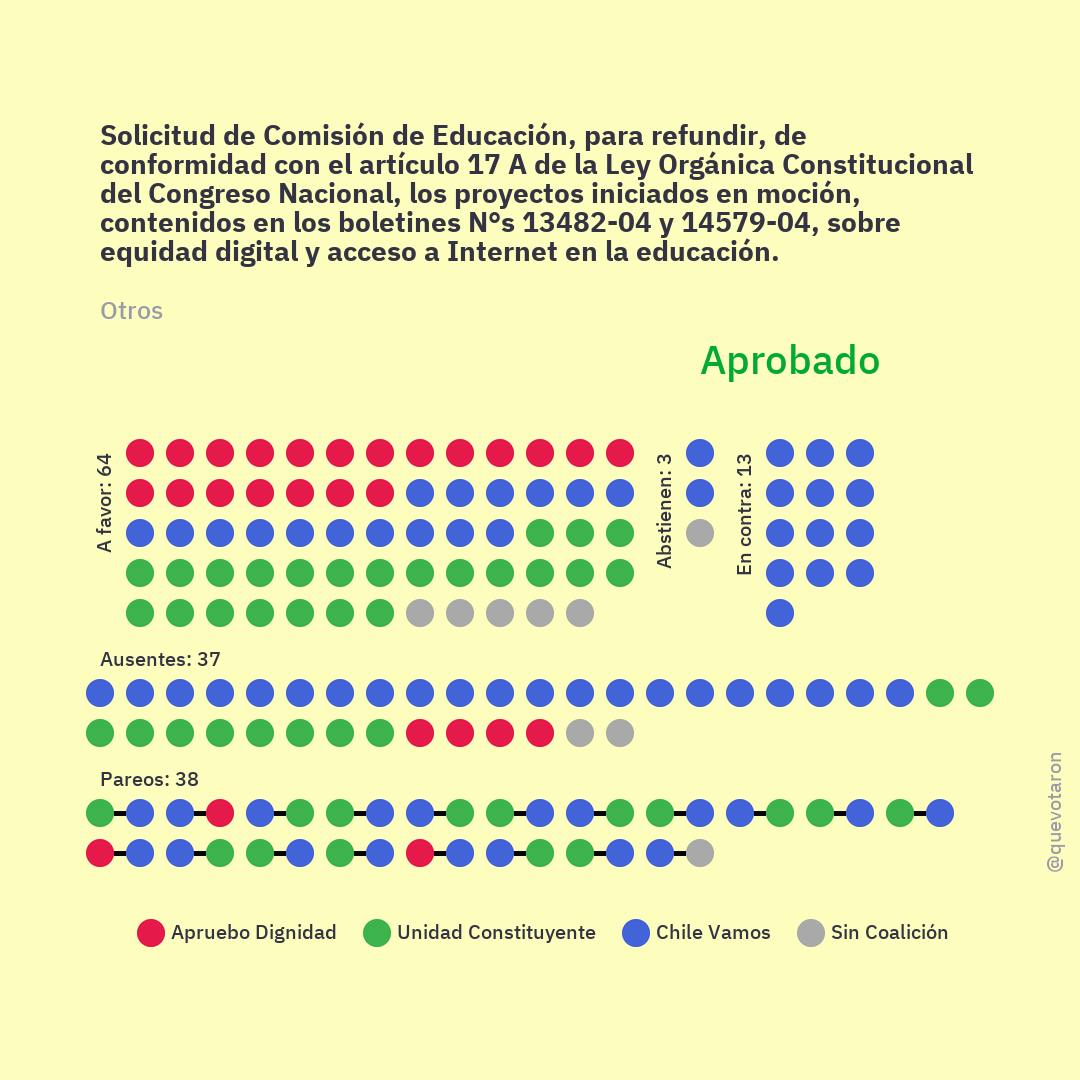 Solicitud de Comisión de Educación, para refundir, de
conformidad con el artículo 17 A de la Ley Orgánica Constitucional
del Congreso Nacional, los proyectos iniciados en moción,
contenidos en los boletines N°s 13482-04 y 14579-04, sobre
equidad digital y acceso a Internet en la educación.
Otros
Aprobado
A favor: 64
Abstienen: 3
En contra: 13
Ausentes: 37
Pareos: 38
@quevotaron
Apruebo Dignidad
Unidad Constituyente
Chile Vamos
Sin Coalición